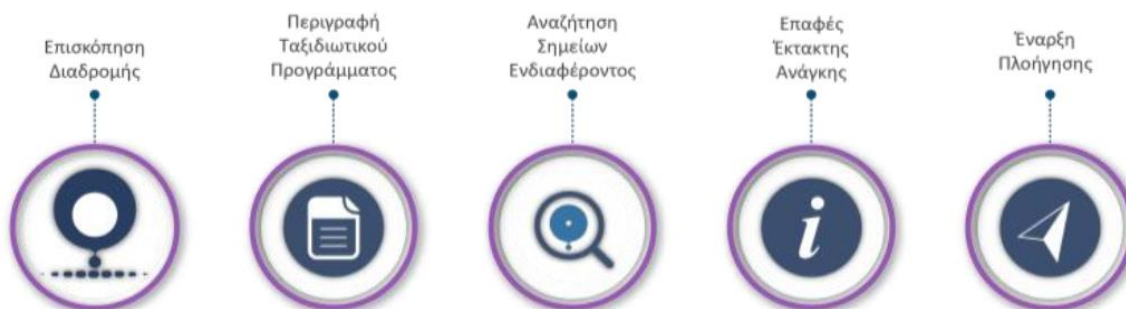 Επισκόπηση
Διαδρομής
Περιγραφή
Ταξιδιωτικού
Προγράμματος
Αναζήτηση
Σημείων
Ενδιαφέροντος
Επαφές
Έκτακτης
Ανάγκης
Έναρξη
Πλοήγησης
i